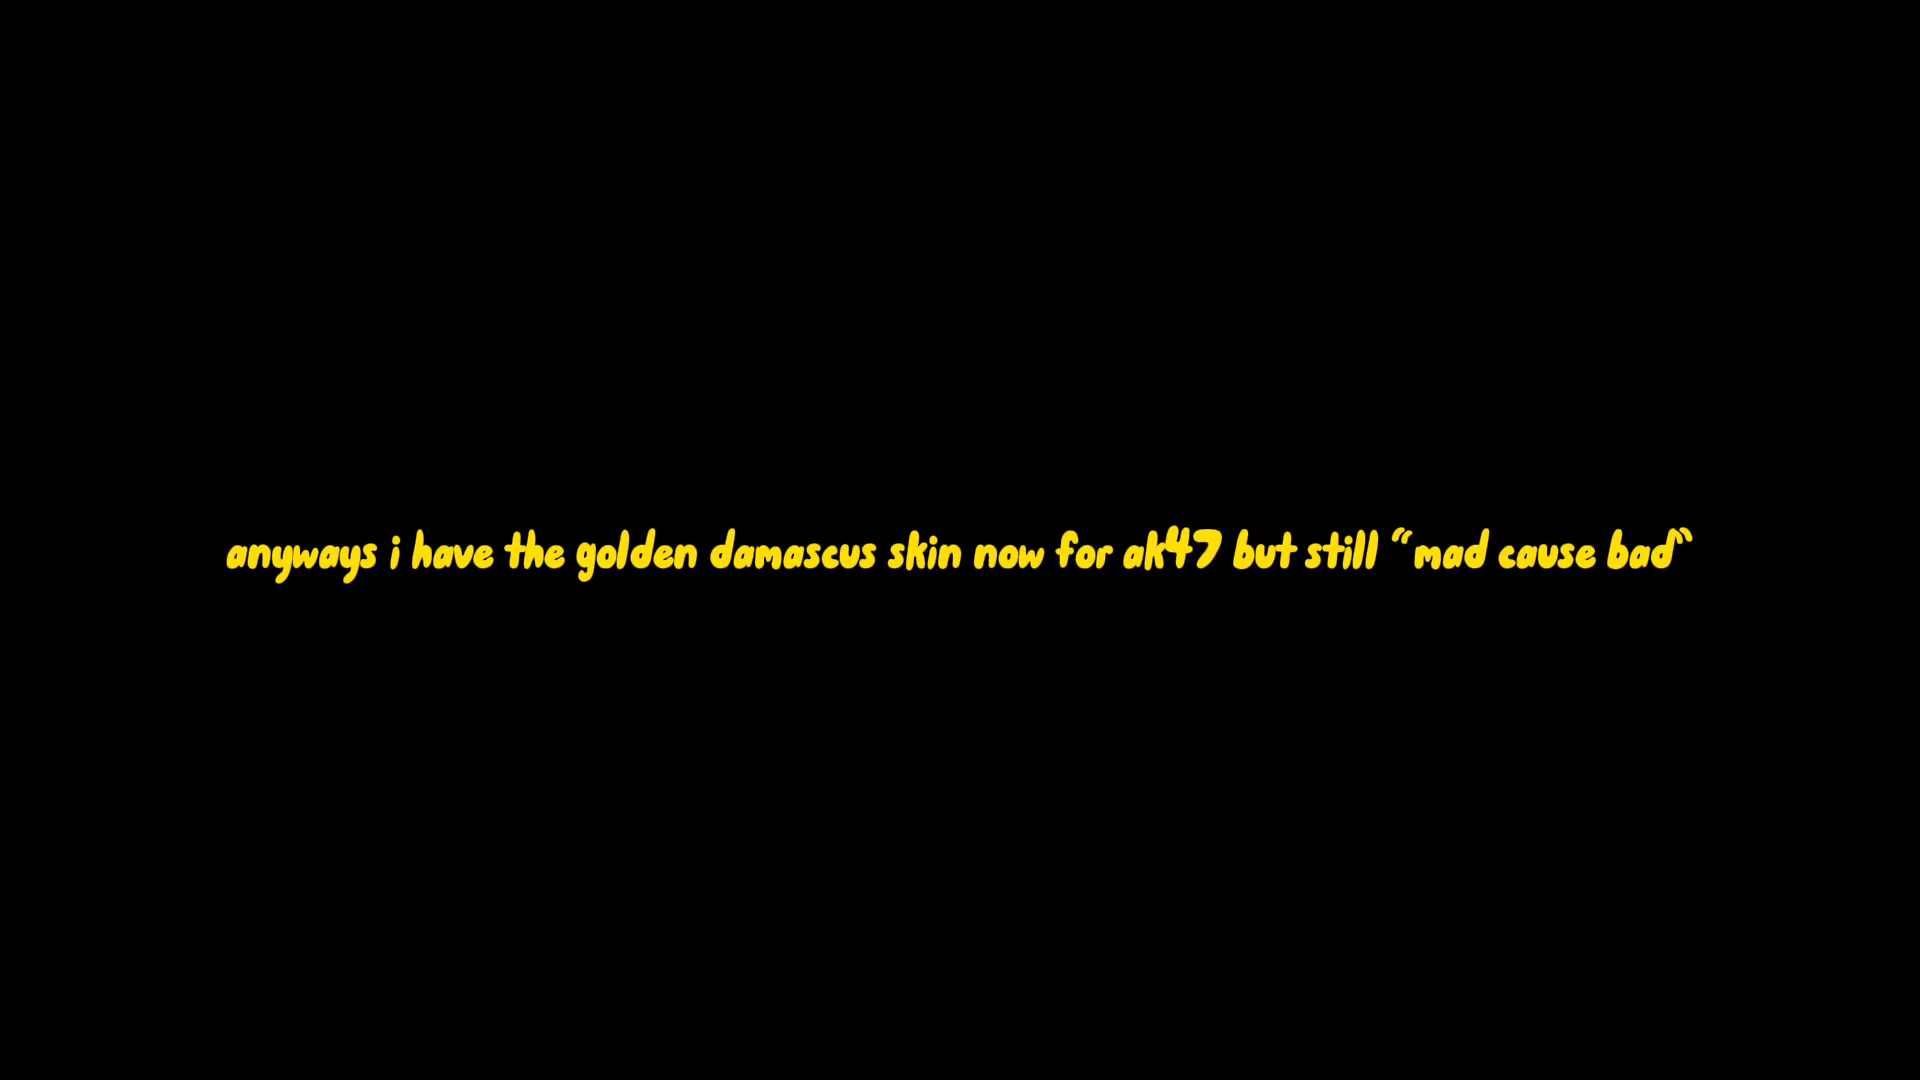 anyways i have the golden damascus skin now for ak47 but still “mad cause bad”